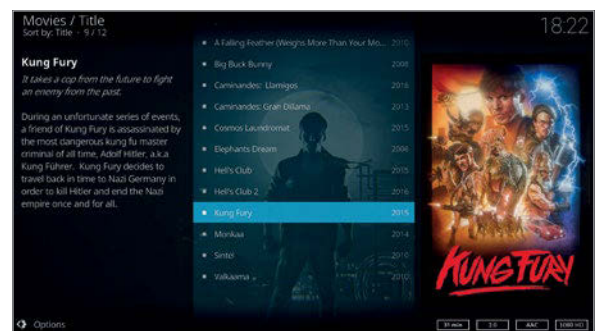 Movies / Title
Sort by: Title · 9 / 12
18:22
Kung Fury
It takes a cop from the future to fight
an enemy from the past.
During an unfortunate series of events,
a friend of Kung Fury is assassinated by
the most dangerous kung fu master
criminal of all time, Adolf Hitler, a.k.a
Kung Führer. Kung Fury decides to
travel back in time to Nazi Germany in
order to kill Hitler and end the Nazi
empire once and for all.
A Falling Feather (Weighs More Than Your Mo... 2010
Big Buck Bunny 2008
Caminandes: Llamigos 2016
Caminandes: Gran Dillama 2013
Cosmos Laundromat 2015
Elephants Dream 2006
Hell's Club 2015
Hell's Club 2 2016
Kung Fury 2015
Monkaa 2014
Sintel 2010
Valkaama 2010
KUNG FURY
Options
31 min
2.0
AAC
1080 HD